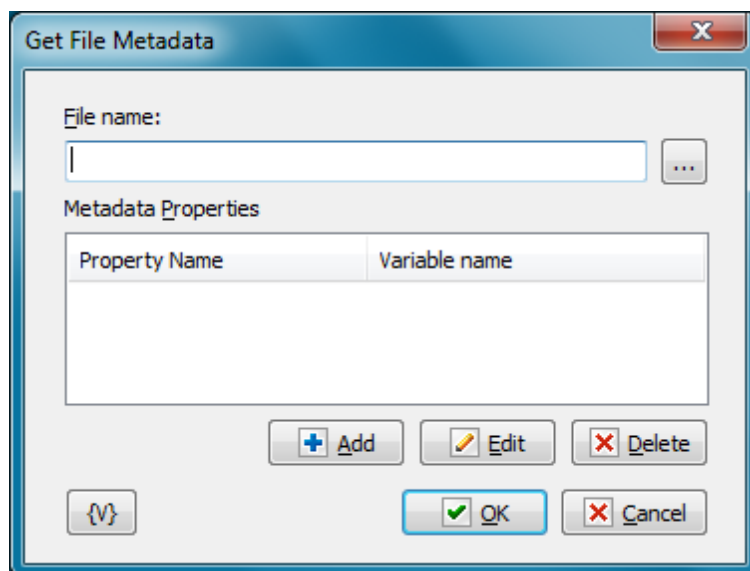 Get File Metadata
File name:
...
Metadata Properties
Property Name Variable name
Add Edit Delete
{V} OK Cancel